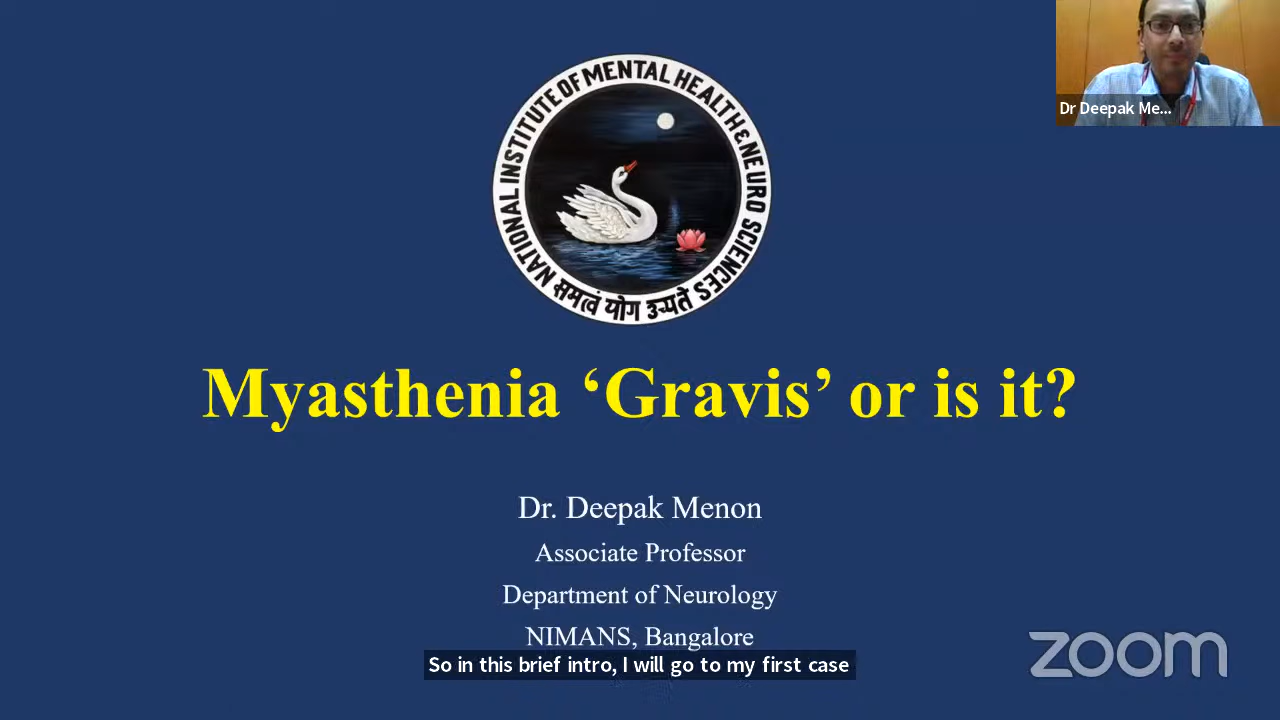 NATIONAL INSTITUTE OF MENTAL HEALTH & NEURO SCIENCES
समत्वं योग उच्यते
Dr Deepak Me...
Myasthenia ‘Gravis’ or is it?
Dr. Deepak Menon
Associate Professor
Department of Neurology
NIMANS, Bangalore
So in this brief intro, I will go to my first case
zoom